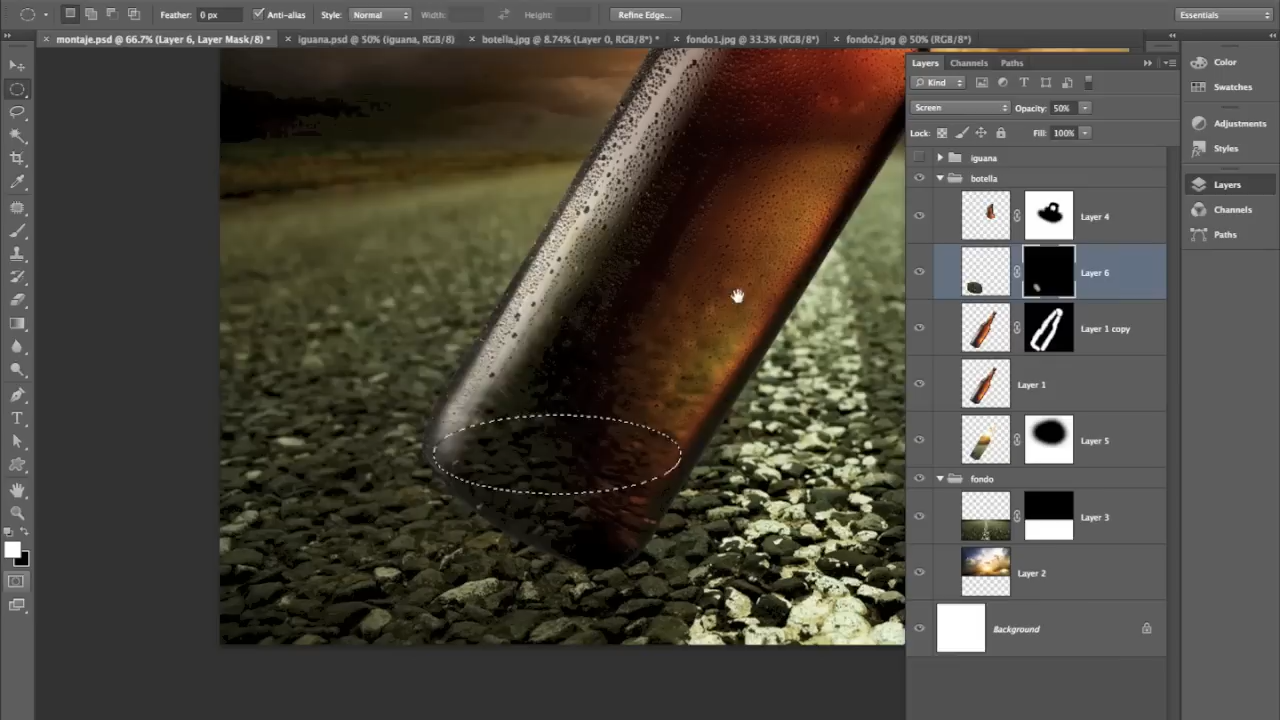 Feather: 0 px Anti-alias Style: Normal Width: Height: Refine Edge... Essentials
montaje.psd @ 66.7% (Layer 6, Layer Mask/8) * iguana.psd @ 50% (iguana, RGB/8) botella.jpg @ 8.74% (Layer 0, RGB/8*) * fondo1.jpg @ 33.3% (RGB/8*) fondo2.jpg @ 50% (RGB/8*)
Layers Channels Paths
Kind
Screen Opacity: 50%
Lock: Fill: 100%
iguana
botella
Layer 4
Layer 6
Layer 1 copy
Layer 1
Layer 5
fondo
Layer 3
Layer 2
Background
Color
Swatches
Adjustments
Styles
Layers
Channels
Paths